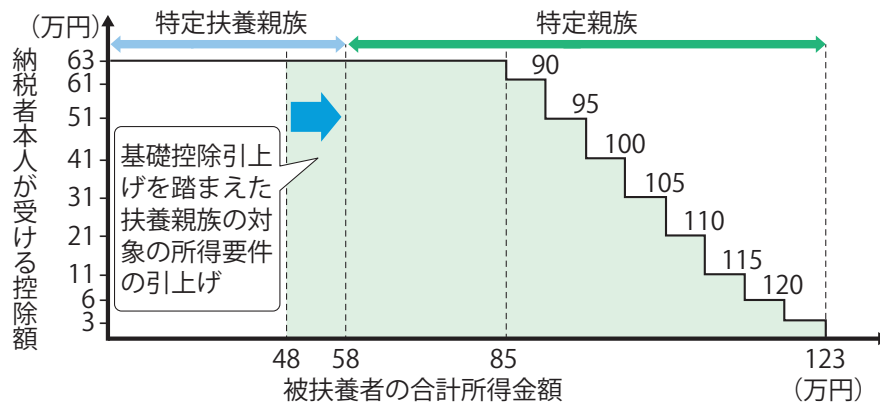 （万円）
特定扶養親族
特定親族
納税者本人が受ける控除額
63
61
51
41
31
21
11
6
3
90
95
100
105
110
115
120
基礎控除引上
げを踏まえた
扶養親族の対
象の所得要件
の引上げ
48
58
85
123
被扶養者の合計所得金額
（万円）